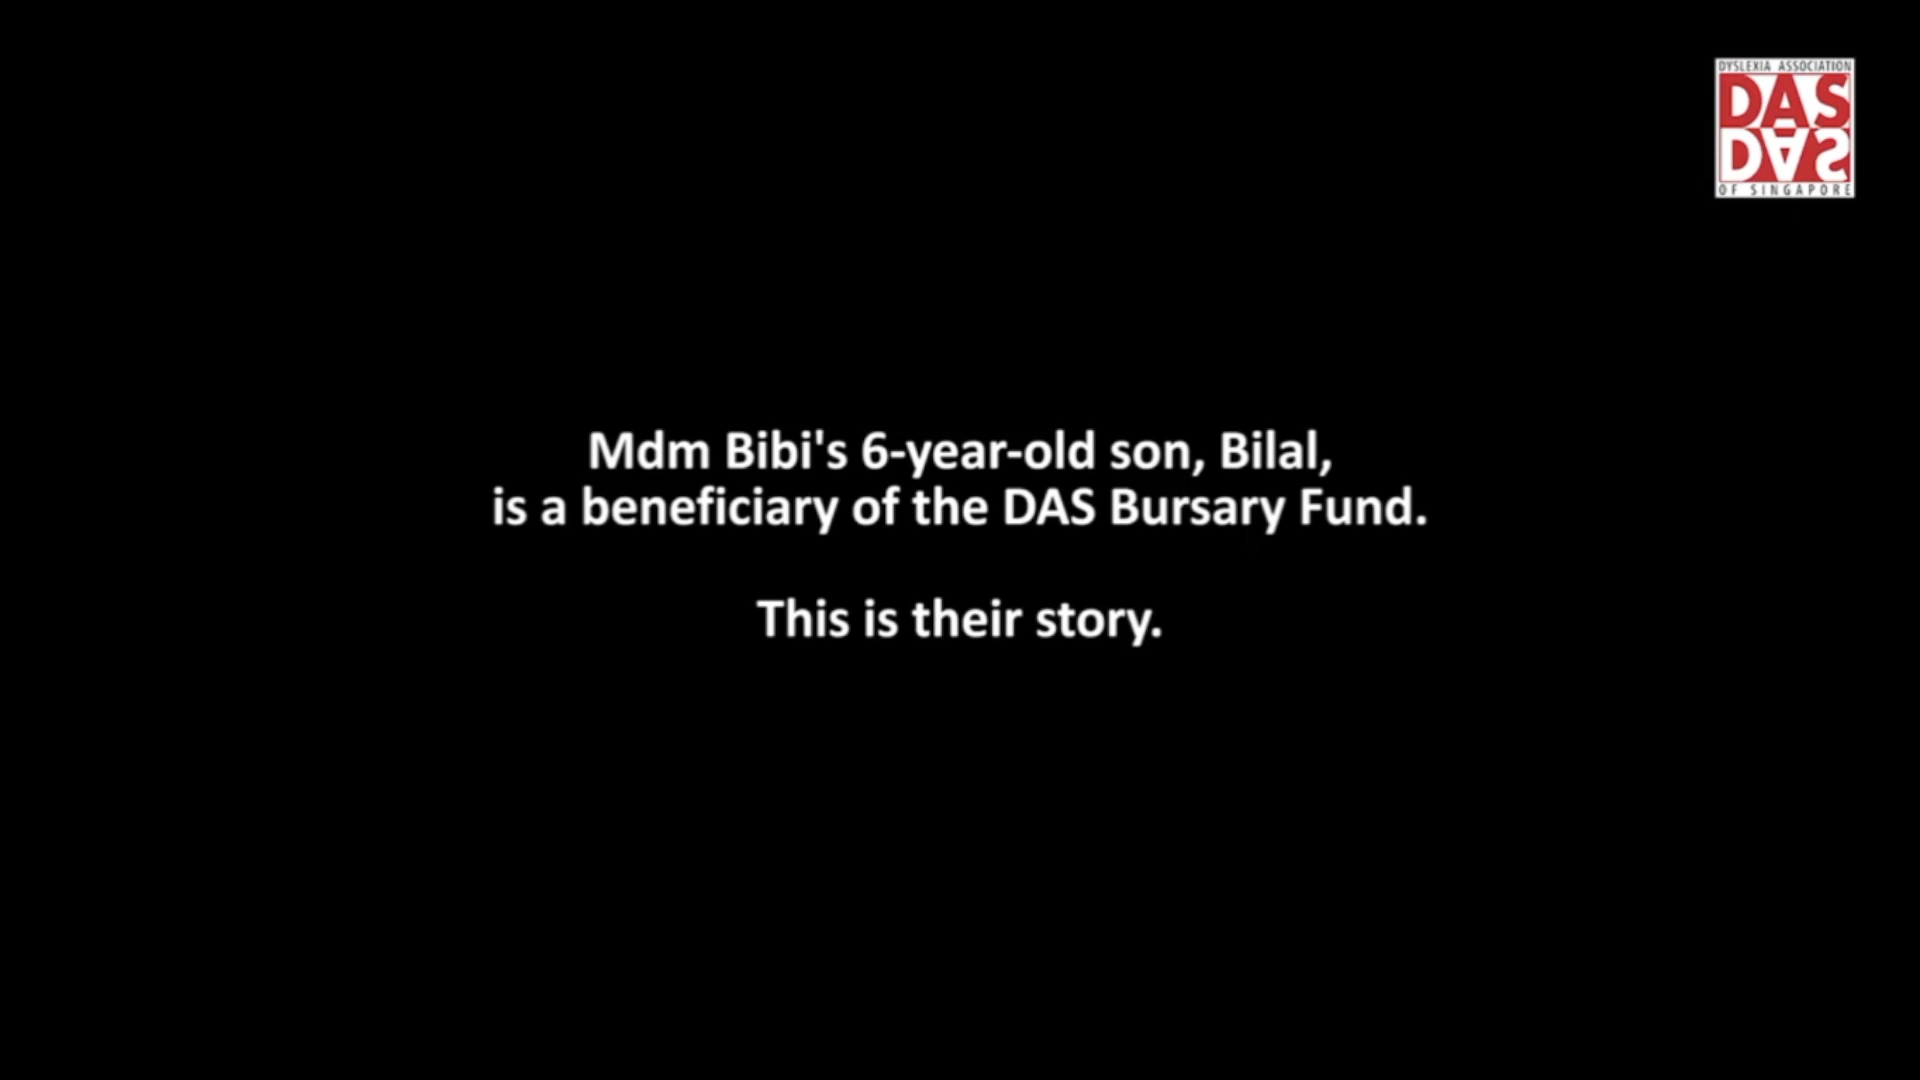 DYSLEXIA ASSOCIATION
DAS
DAS
OF SINGAPORE
Mdm Bibi's 6-year-old son, Bilal,
is a beneficiary of the DAS Bursary Fund.
This is their story.